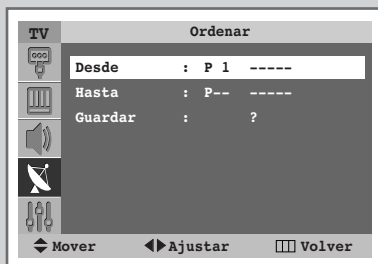 TV Ordenar
Desde : P 1 -----
Hasta : P-- -----
Guardar : ?
Mover Ajustar Volver